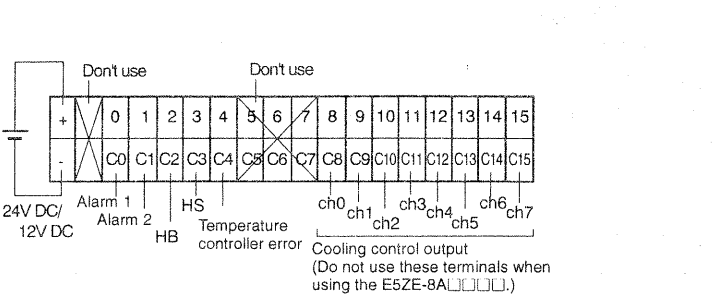 Don't use
Don't use
+ 0 1 2 3 4 5 6 7 8 9 10 11 12 13 14 15
- C0 C1 C2 C3 C4 C5 C6 C7 C8 C9 C10 C11 C12 C13 C14 C15
24V DC/
12V DC
Alarm 1
Alarm 2
HB
HS
Temperature
controller error
ch0
ch1
ch2
ch3
ch4
ch5
ch6
ch7
Cooling control output
(Do not use these terminals when
using the E5ZE-8A□□□□.)